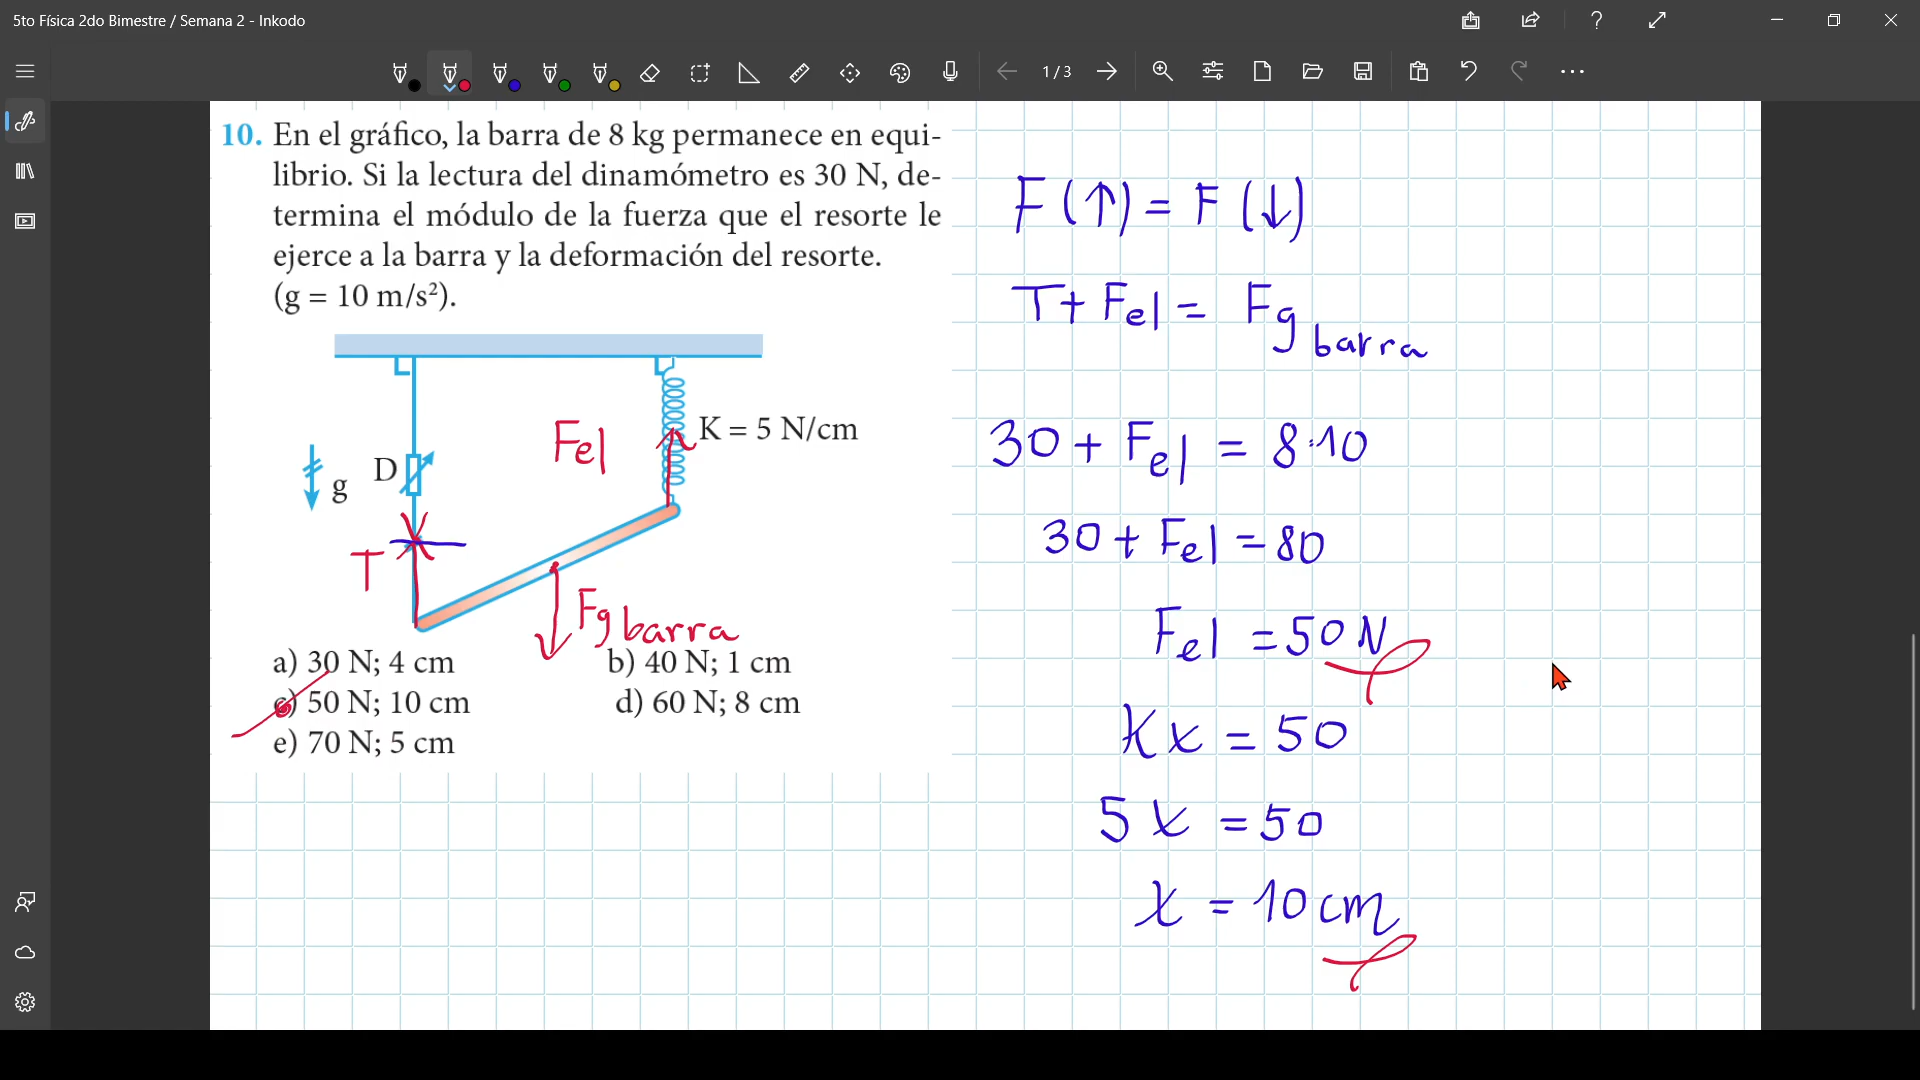 5to Física 2do Bimestre / Semana 2 - Inkodo
1 / 3
10. En el gráfico, la barra de 8 kg permanece en equi-
librio. Si la lectura del dinamómetro es 30 N, de-
termina el módulo de la fuerza que el resorte le
ejerce a la barra y la deformación del resorte.
(g = 10 m/s²).
K = 5 N/cm
Fel
D
g
T
Fg barra
a) 30 N; 4 cm
b) 40 N; 1 cm
c) 50 N; 10 cm
d) 60 N; 8 cm
e) 70 N; 5 cm
F (↑) = F (↓)
T + Fel = Fg barra
30 + Fel = 8·10
30 + Fel = 80
Fel = 50 N
Kx = 50
5 x = 50
x = 10 cm